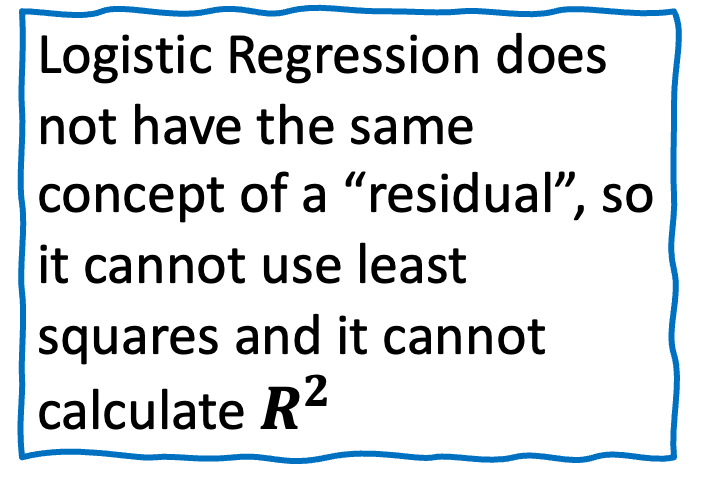 Logistic Regression does
not have the same
concept of a “residual”, so
it cannot use least
squares and it cannot
calculate R²